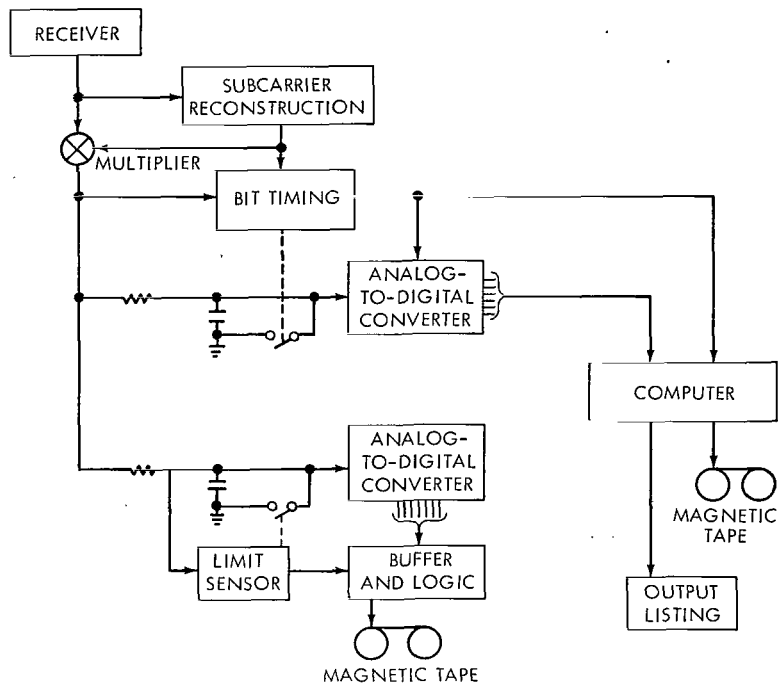 RECEIVER
SUBCARRIER
RECONSTRUCTION
MULTIPLIER
BIT TIMING
ANALOG-
TO-DIGITAL
CONVERTER
COMPUTER
ANALOG-
TO-DIGITAL
CONVERTER
MAGNETIC
TAPE
LIMIT
SENSOR
BUFFER
AND LOGIC
OUTPUT
LISTING
MAGNETIC TAPE